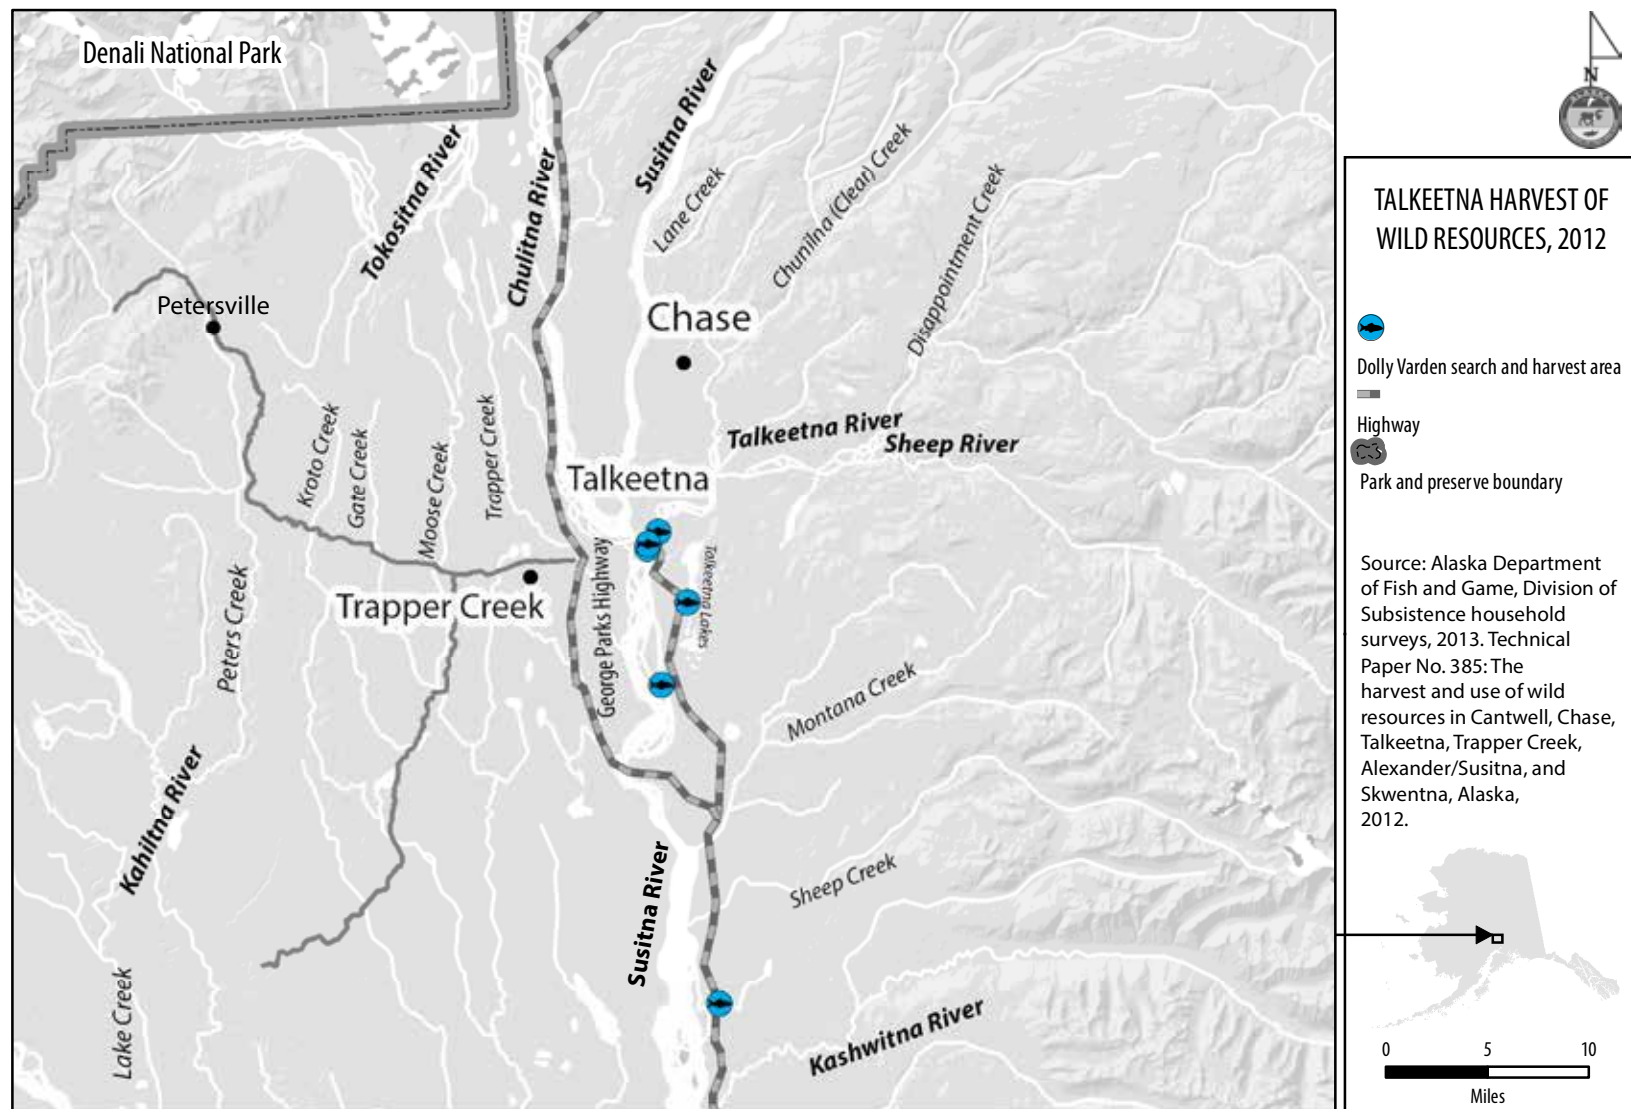 Denali National Park
Susitna River
Tokositna River
Chulitna River
Lane Creek
Chunilna (Clear) Creek
Disappointment Creek
Petersville
Chase
Kroto Creek
Gate Creek
Moose Creek
Trapper Creek
Talkeetna River
Sheep River
Talkeetna
Peters Creek
Trapper Creek
George Parks Highway
Talkeetna Lakes
Montana Creek
Kahiltna River
Susitna River
Sheep Creek
Lake Creek
Kashwitna River
N
ALASKA
TALKEETNA HARVEST OF
WILD RESOURCES, 2012
Dolly Varden search and harvest area
Highway
Park and preserve boundary
Source: Alaska Department
of Fish and Game, Division of
Subsistence household
surveys, 2013. Technical
Paper No. 385: The
harvest and use of wild
resources in Cantwell, Chase,
Talkeetna, Trapper Creek,
Alexander/Susitna, and
Skwentna, Alaska,
2012.
0 5 10
Miles